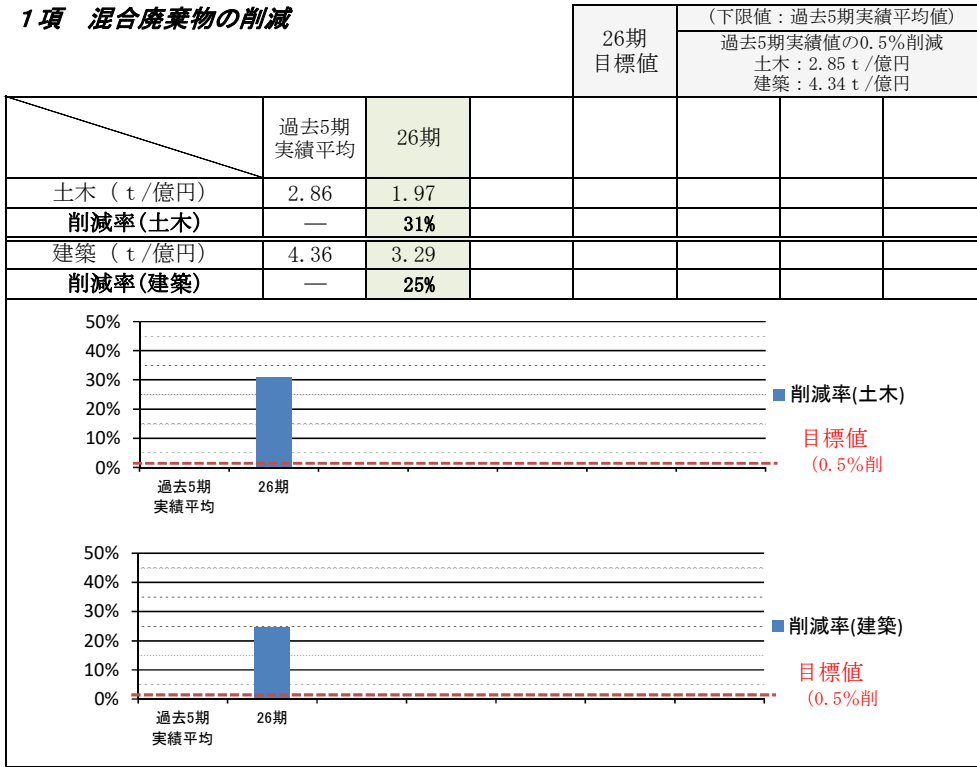 1項 混合廃棄物の削減
26期
目標値
(下限値：過去5期実績平均値)
過去5期実績値の0.5％削減
土木：2.85ｔ/億円
建築：4.34ｔ/億円
過去5期
実績平均
26期
土木（ｔ/億円） 2.86 1.97
削減率(土木) ― 31%
建築（ｔ/億円） 4.36 3.29
削減率(建築) ― 25%
50%
40%
30%
20%
10%
0%
過去5期
実績平均
26期
削減率(土木)
目標値
(0.5％削
50%
40%
30%
20%
10%
0%
過去5期
実績平均
26期
削減率(建築)
目標値
(0.5％削